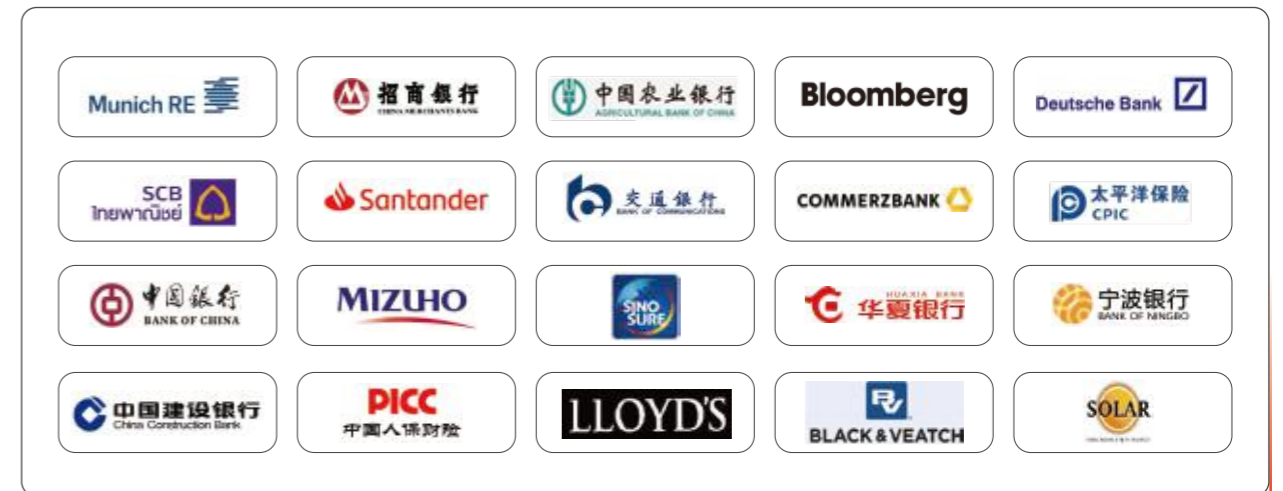 Munich RE
招商银行
CHINA MERCHANTS BANK
中国农业银行
AGRICULTURAL BANK OF CHINA
Bloomberg
Deutsche Bank
SCB
ไทยพาณิชย์
Santander
交通银行
BANK OF COMMUNICATIONS
COMMERZBANK
太平洋保险
CPIC
中国银行
BANK OF CHINA
MIZUHO
SINO
SURE
HUAXIA BANK
华夏银行
宁波银行
BANK OF NINGBO
中国建设银行
China Construction Bank
PICC
中国人保财险
LLOYD'S
BV
BLACK & VEATCH
SOLAR